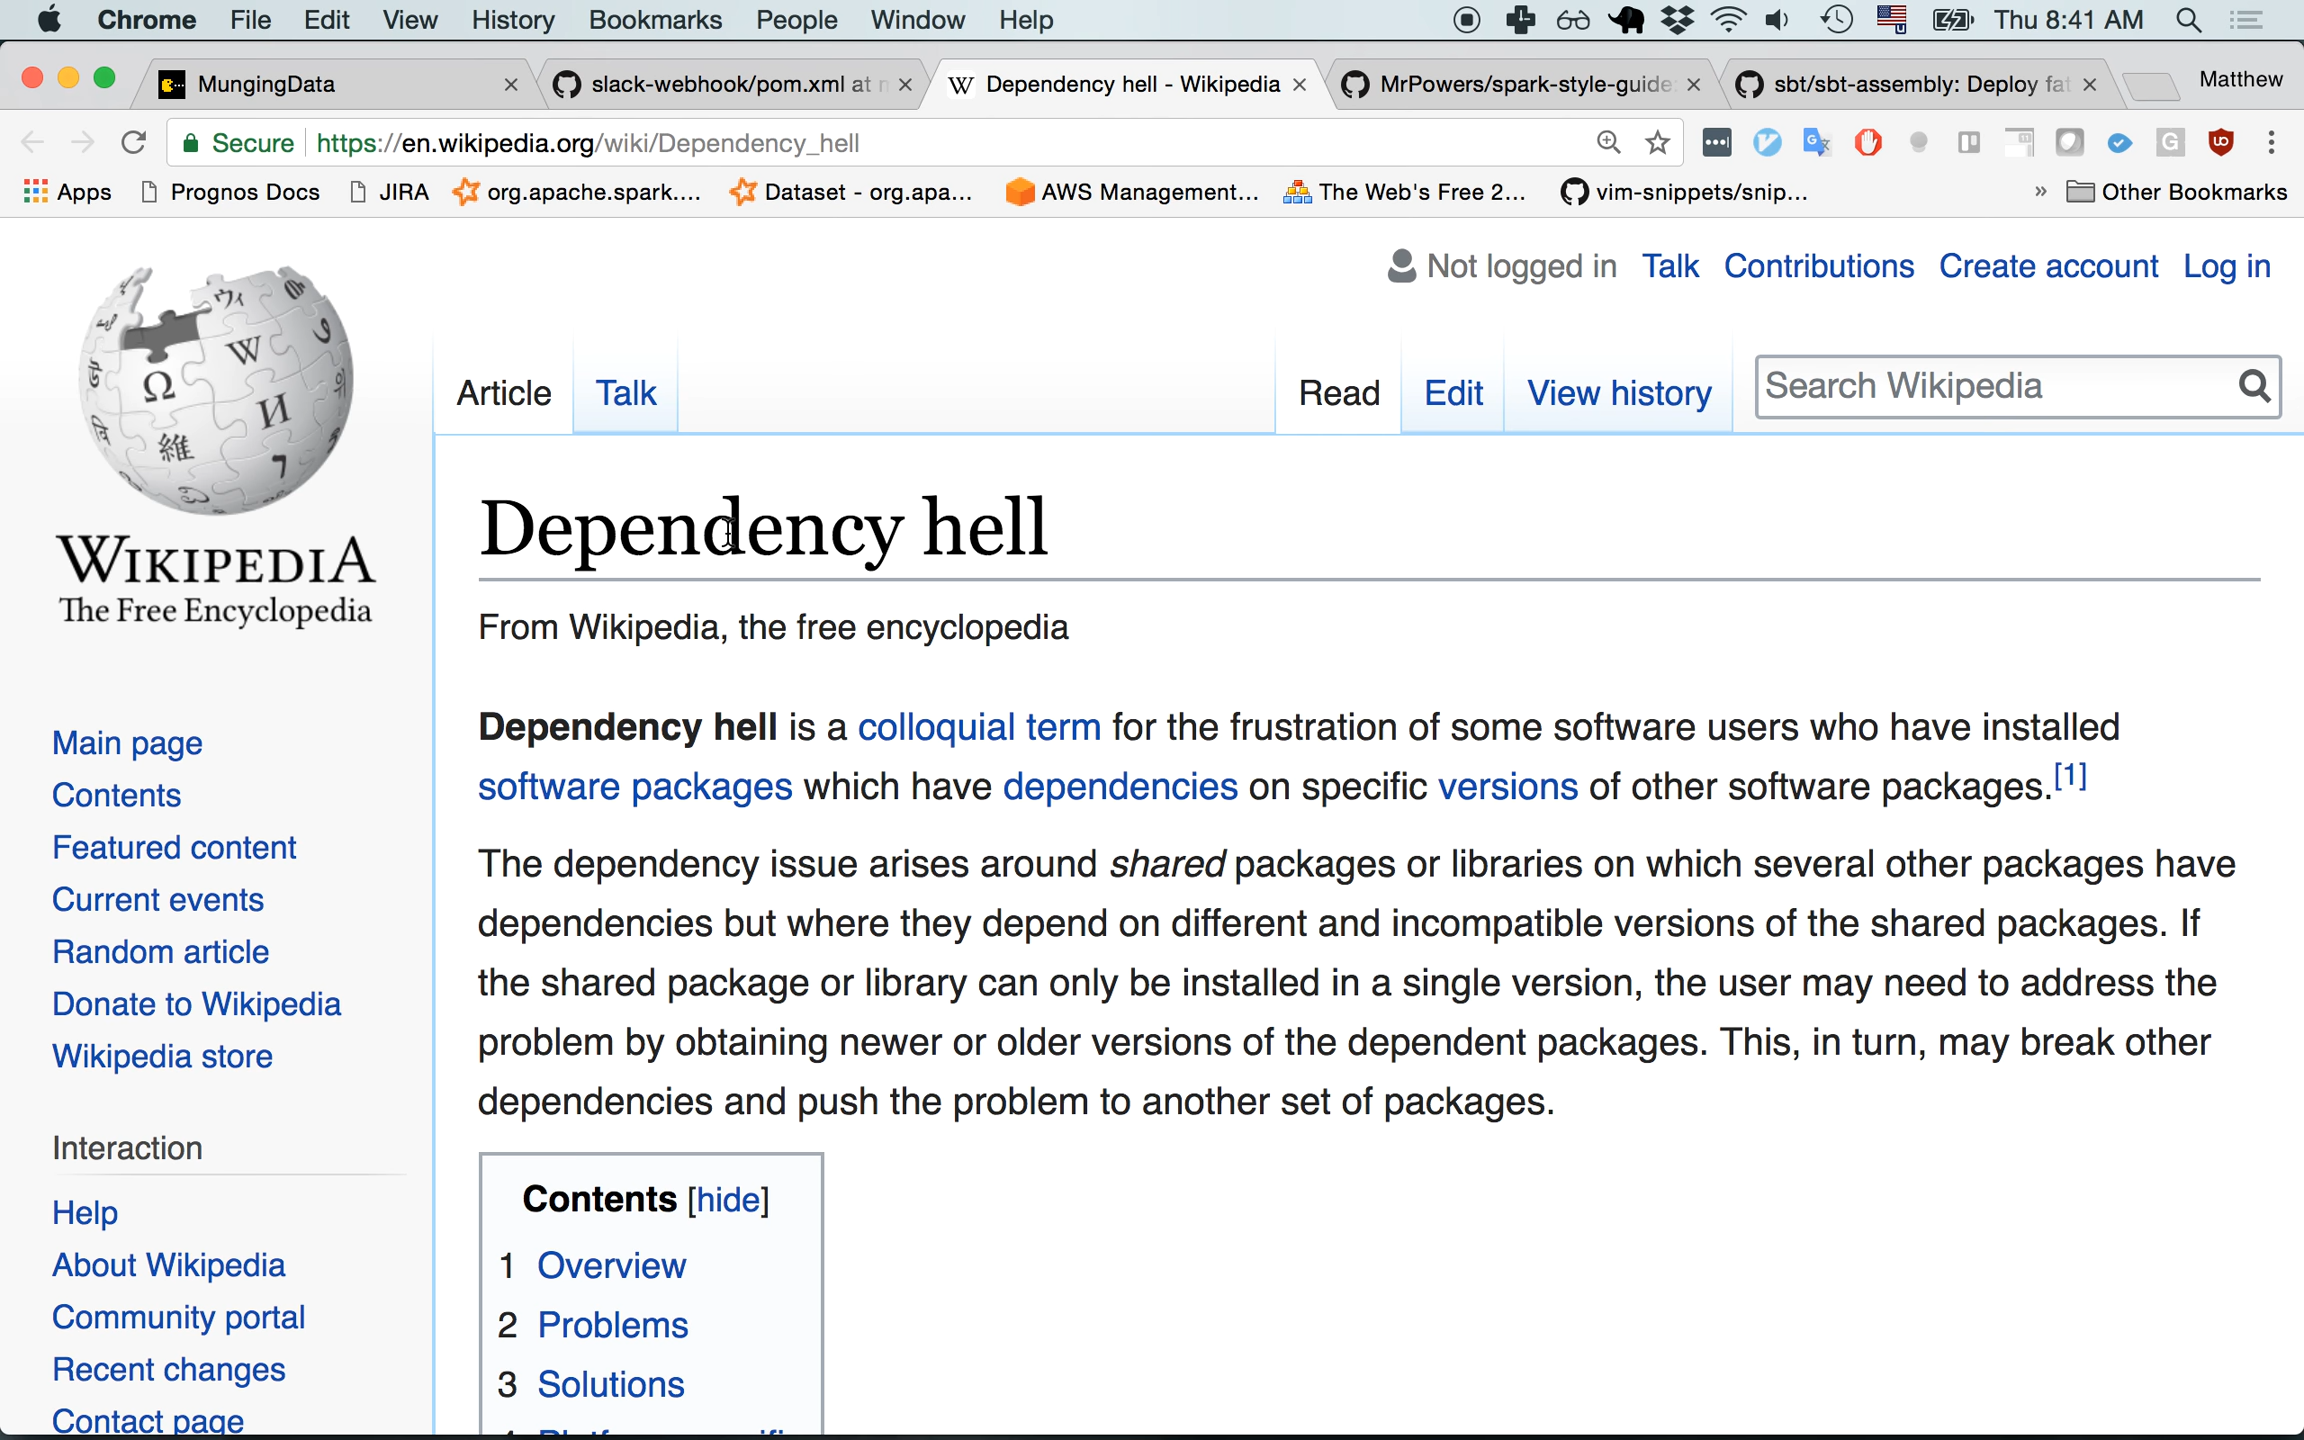 Chrome File Edit View History Bookmarks People Window Help Thu 8:41 AM
MungingData slack-webhook/pom.xml at Dependency hell - Wikipedia MrPowers/spark-style-guide: sbt/sbt-assembly: Deploy fat Matthew
Secure https://en.wikipedia.org/wiki/Dependency_hell
Apps Prognos Docs JIRA org.apache.spark.... Dataset - org.apa... AWS Management... The Web's Free 2... vim-snippets/snip... » Other Bookmarks
Not logged in Talk Contributions Create account Log in
Article Talk Read Edit View history Search Wikipedia
WIKIPEDIA
The Free Encyclopedia
Main page
Contents
Featured content
Current events
Random article
Donate to Wikipedia
Wikipedia store
Interaction
Help
About Wikipedia
Community portal
Recent changes
Contact page
Dependency hell
From Wikipedia, the free encyclopedia
Dependency hell is a colloquial term for the frustration of some software users who have installed
software packages which have dependencies on specific versions of other software packages.[1]
The dependency issue arises around shared packages or libraries on which several other packages have
dependencies but where they depend on different and incompatible versions of the shared packages. If
the shared package or library can only be installed in a single version, the user may need to address the
problem by obtaining newer or older versions of the dependent packages. This, in turn, may break other
dependencies and push the problem to another set of packages.
Contents [hide]
1 Overview
2 Problems
3 Solutions